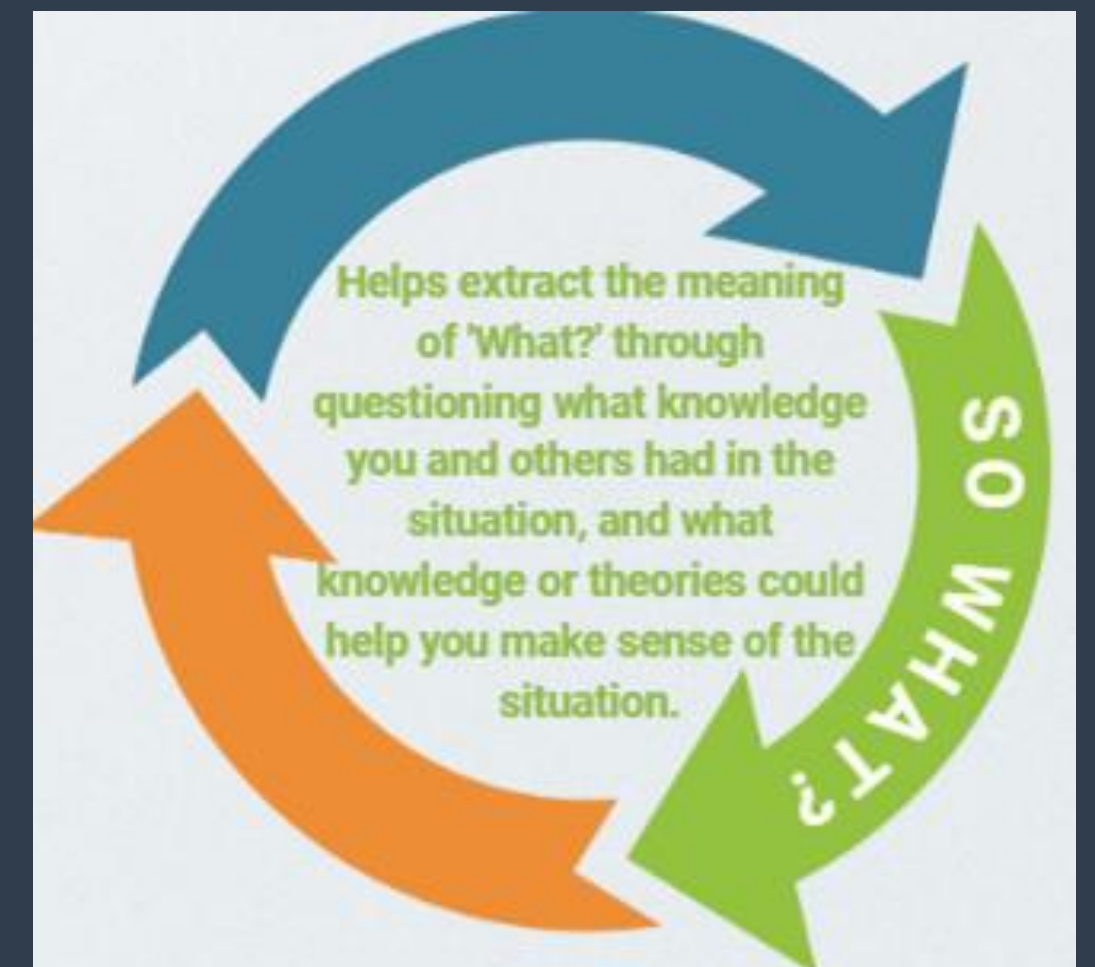 Helps extract the meaning
of 'What?' through
questioning what knowledge
you and others had in the
situation, and what
knowledge or theories could
help you make sense of the
situation.
SO WHAT?